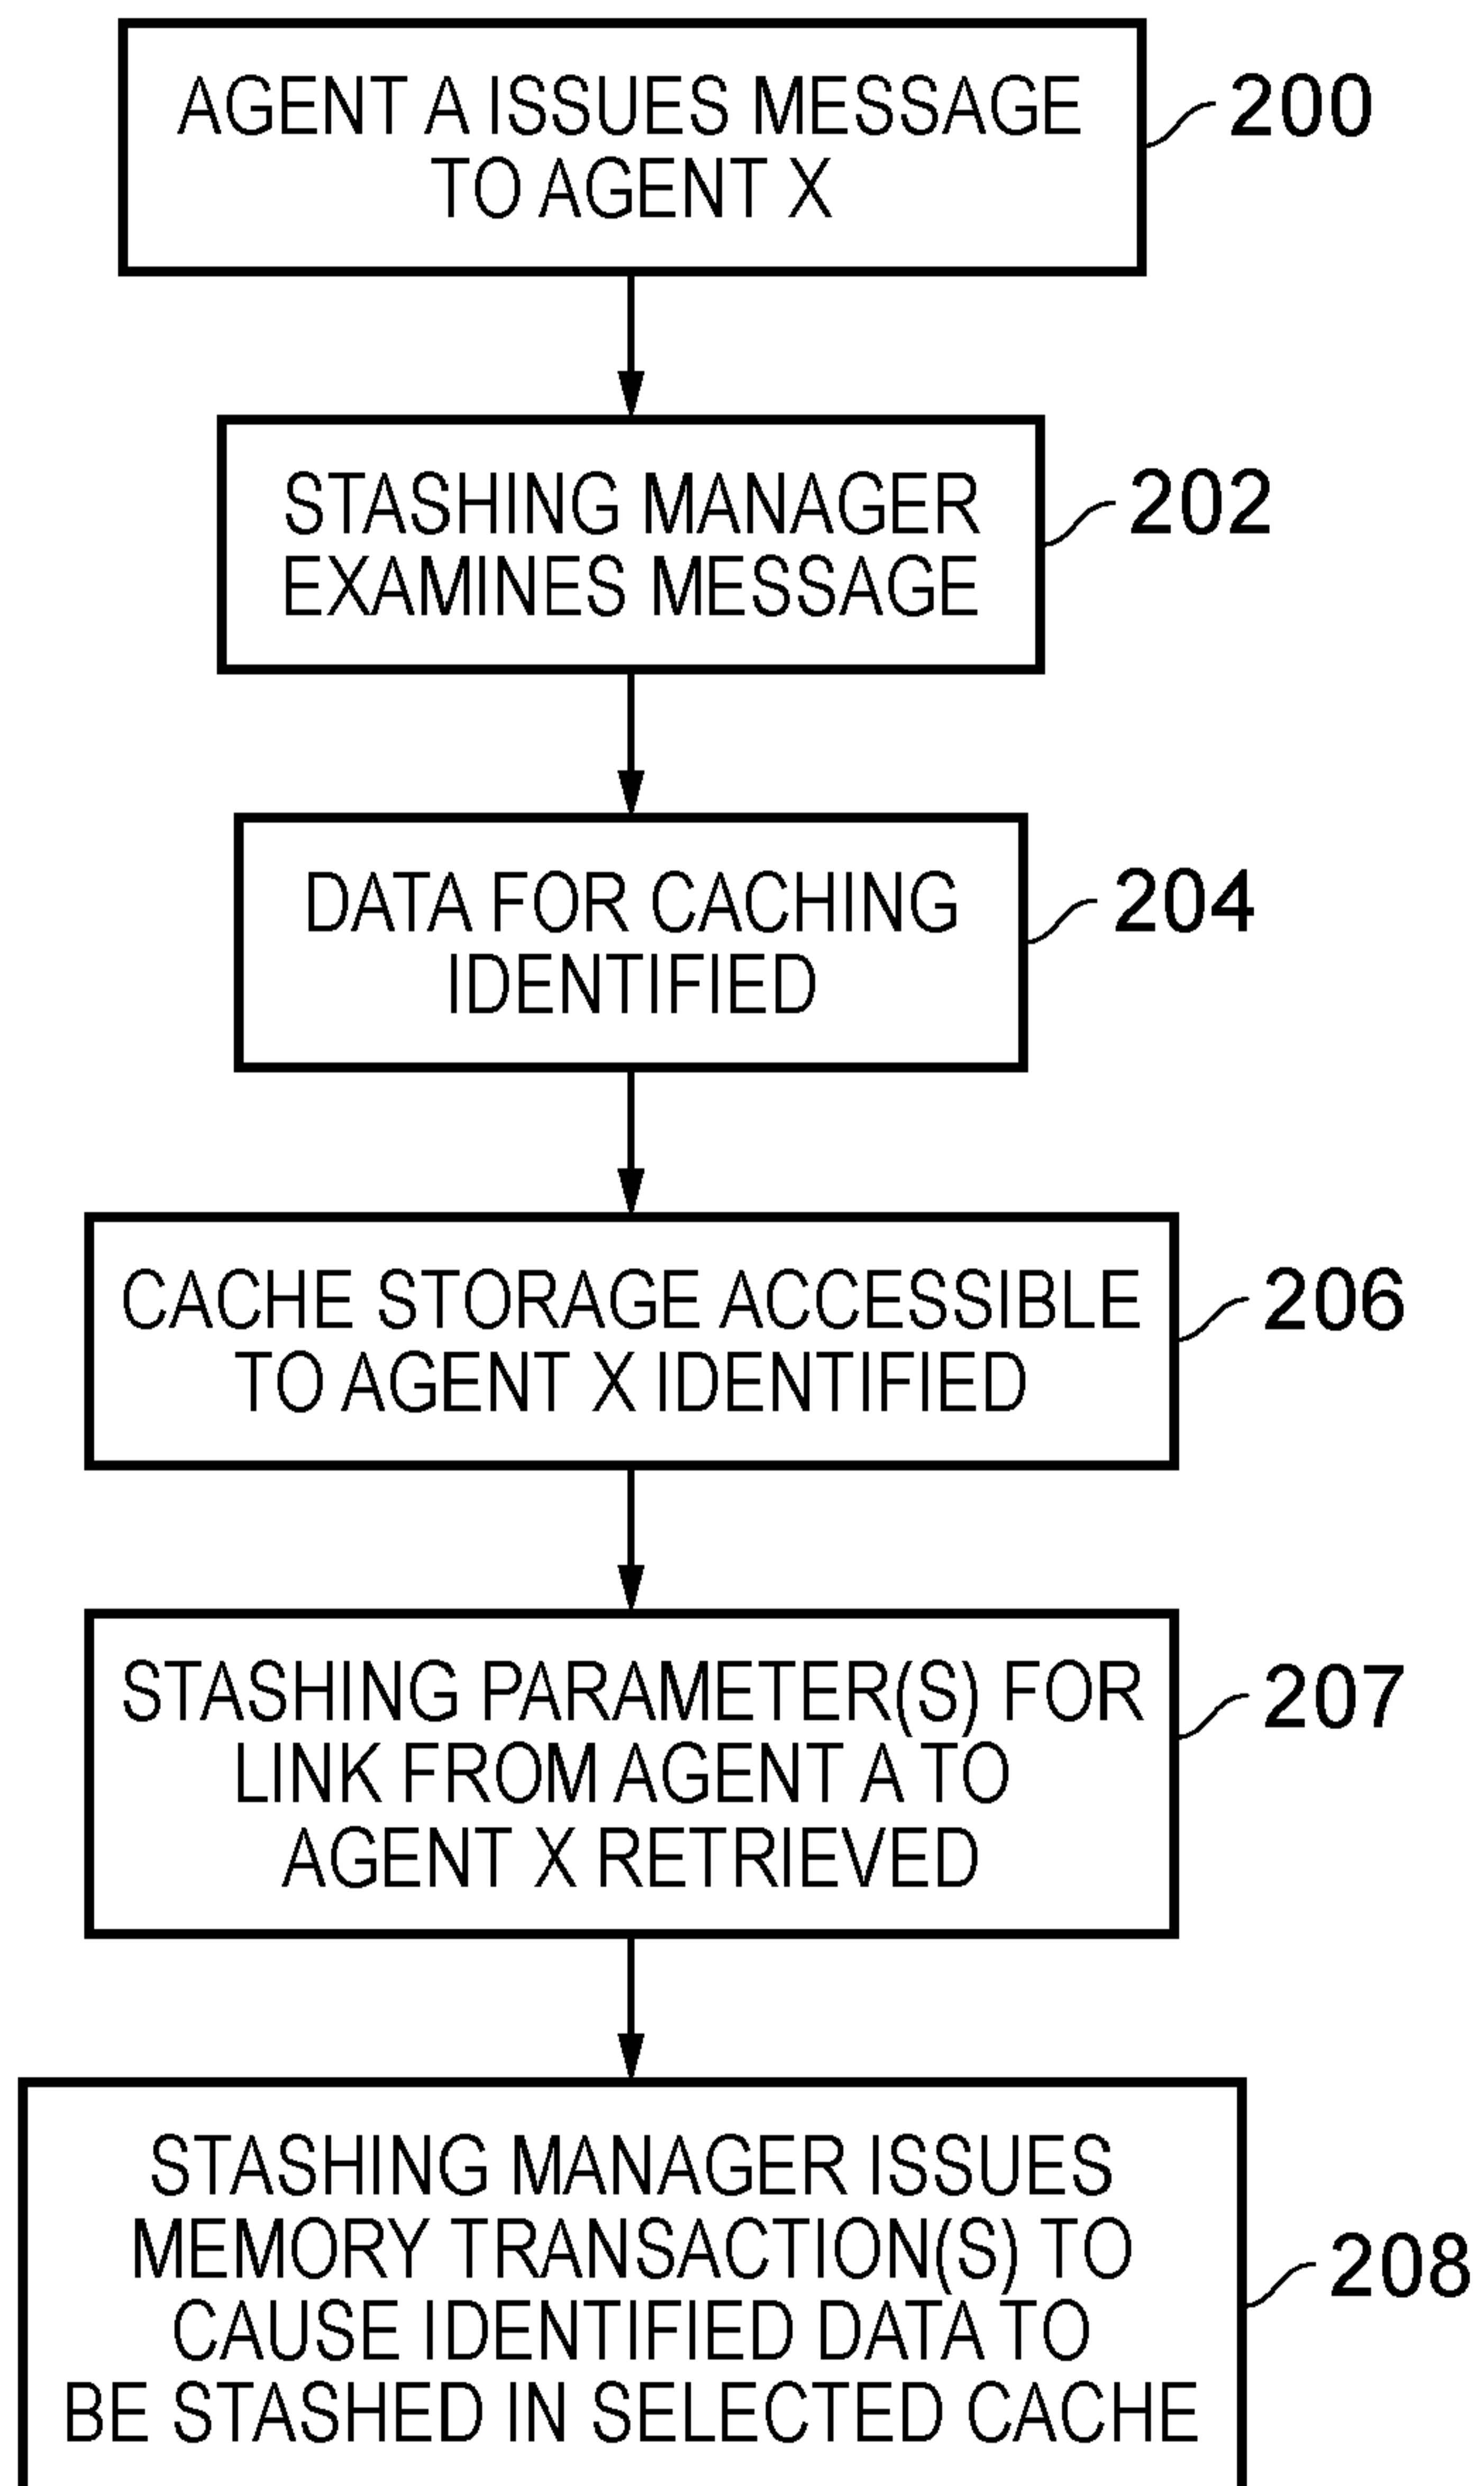 AGENT A ISSUES MESSAGE
TO AGENT X
200
STASHING MANAGER
EXAMINES MESSAGE
202
DATA FOR CACHING
IDENTIFIED
204
CACHE STORAGE ACCESSIBLE
TO AGENT X IDENTIFIED
206
STASHING PARAMETER(S) FOR
LINK FROM AGENT A TO
AGENT X RETRIEVED
207
STASHING MANAGER ISSUES
MEMORY TRANSACTION(S) TO
CAUSE IDENTIFIED DATA TO
BE STASHED IN SELECTED CACHE
208